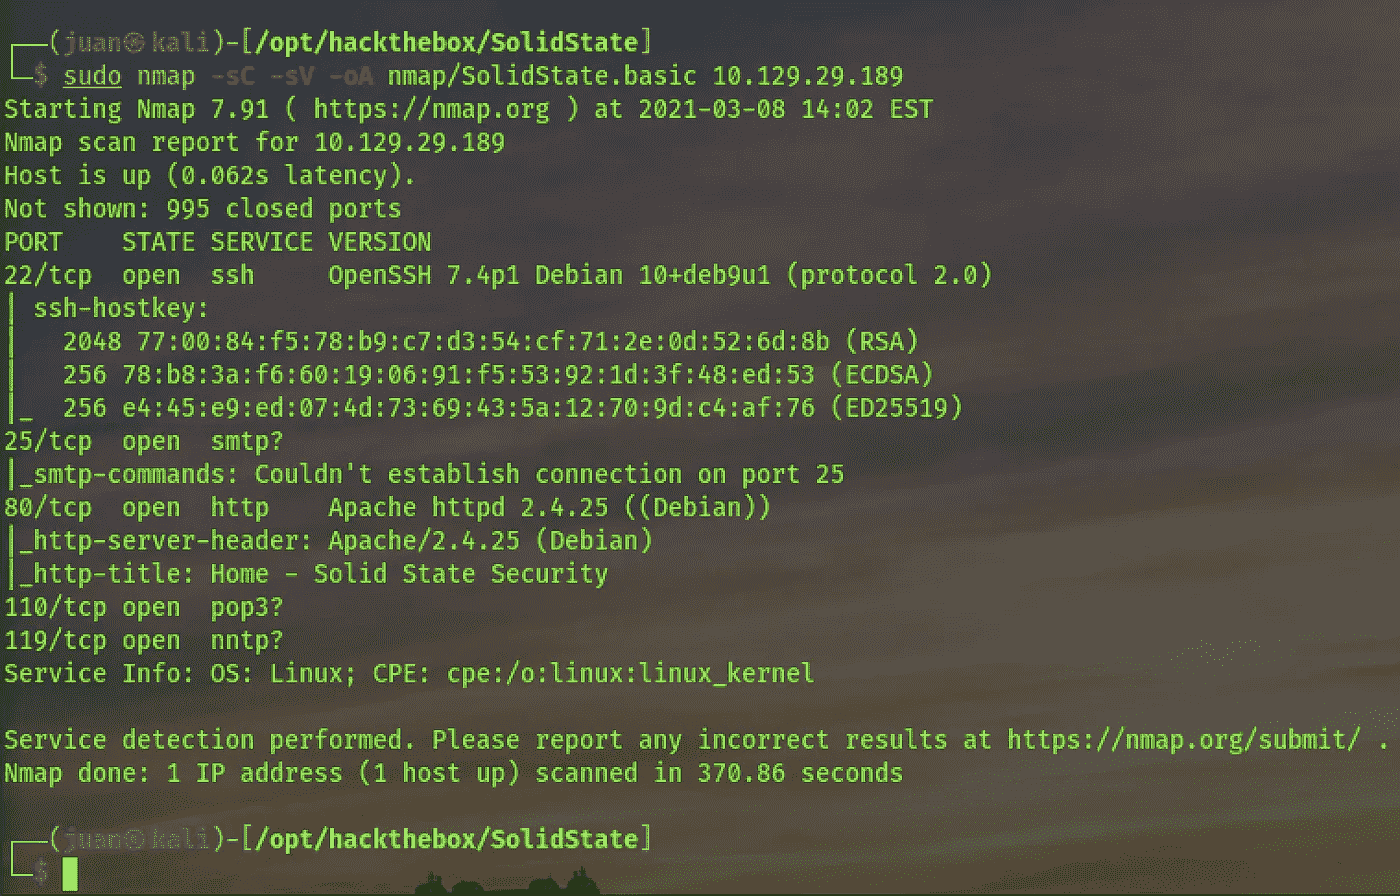 ┌──(juan㉿kali)-[/opt/hackthebox/SolidState]
└─$ sudo nmap -sC -sV -oA nmap/SolidState.basic 10.129.29.189
Starting Nmap 7.91 ( https://nmap.org ) at 2021-03-08 14:02 EST
Nmap scan report for 10.129.29.189
Host is up (0.062s latency).
Not shown: 995 closed ports
PORT    STATE SERVICE VERSION
22/tcp  open  ssh     OpenSSH 7.4p1 Debian 10+deb9u1 (protocol 2.0)
| ssh-hostkey:
|   2048 77:00:84:f5:78:b9:c7:d3:54:cf:71:2e:0d:52:6d:8b (RSA)
|   256 78:b8:3a:f6:60:19:06:91:f5:53:92:1d:3f:48:ed:53 (ECDSA)
|_  256 e4:45:e9:ed:07:4d:73:69:43:5a:12:70:9d:c4:af:76 (ED25519)
25/tcp  open  smtp?
|_smtp-commands: Couldn't establish connection on port 25
80/tcp  open  http    Apache httpd 2.4.25 ((Debian))
|_http-server-header: Apache/2.4.25 (Debian)
|_http-title: Home - Solid State Security
110/tcp open  pop3?
119/tcp open  nntp?
Service Info: OS: Linux; CPE: cpe:/o:linux:linux_kernel
Service detection performed. Please report any incorrect results at https://nmap.org/submit/ .
Nmap done: 1 IP address (1 host up) scanned in 370.86 seconds
┌──(juan㉿kali)-[/opt/hackthebox/SolidState]
└─$